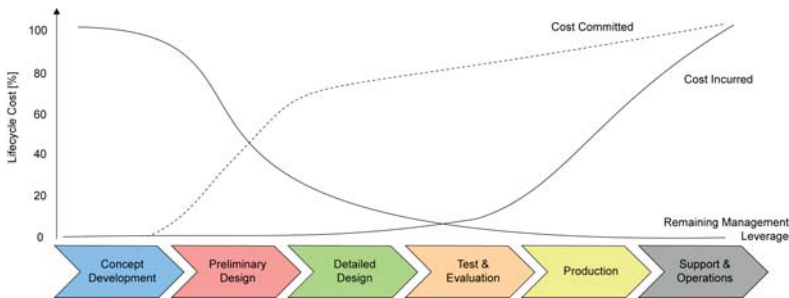 Lifecycle Cost [%]
100
80
60
40
20
0
Cost Committed
Cost Incurred
Remaining Management
Leverage
Concept
Development
Preliminary
Design
Detailed
Design
Test &
Evaluation
Production
Support &
Operations